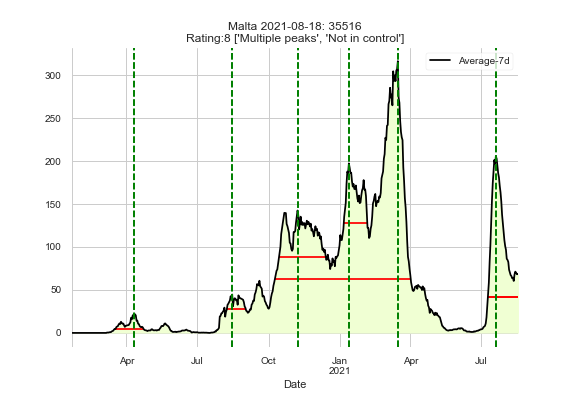 Malta 2021-08-18: 35516
Rating:8 ['Multiple peaks', 'Not in control']
Average-7d
300
250
200
150
100
50
0
Apr
Jul
Oct
Jan
2021
Apr
Jul
Date